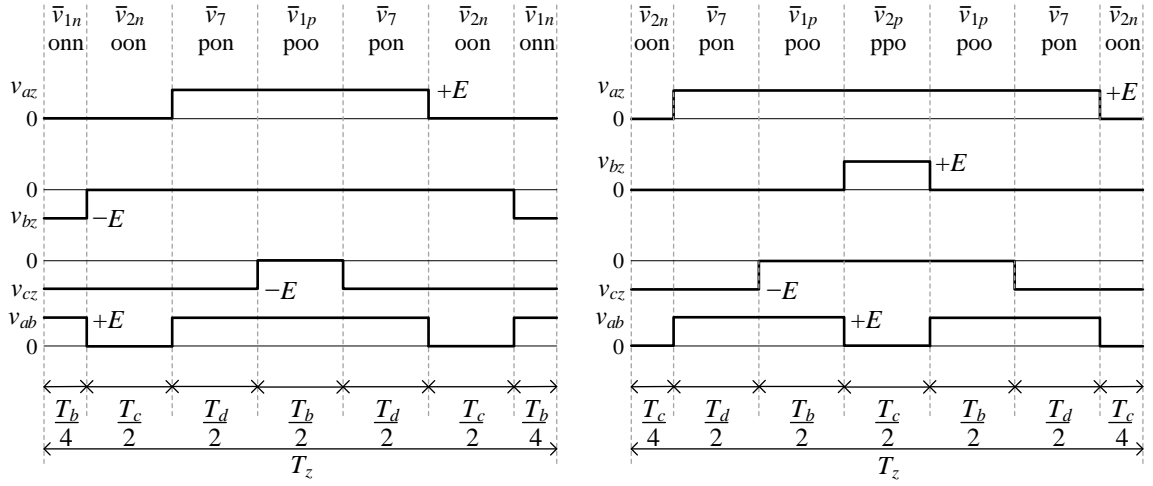 v̄1n v̄2n v̄7 v̄1p v̄7 v̄2n v̄1n
onn oon pon poo pon oon onn
vaz +E
0
0
vbz −E
0
vcz −E
vab +E
0
Tb/4 Tc/2 Td/2 Tb/2 Td/2 Tc/2 Tb/4
Tz
v̄2n v̄7 v̄1p v̄2p v̄1p v̄7 v̄2n
oon pon poo ppo poo pon oon
vaz +E
0
vbz +E
0
0
vcz −E
vab +E
0
Tc/4 Td/2 Tb/2 Tc/2 Tb/2 Td/2 Tc/4
Tz